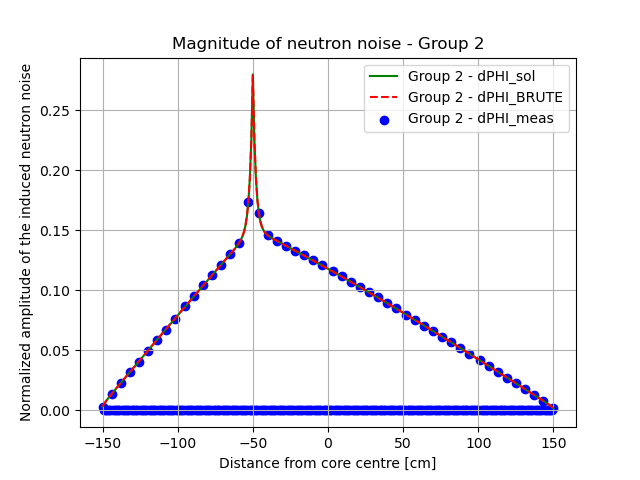 Magnitude of neutron noise - Group 2
Group 2 - dPHI_sol
Group 2 - dPHI_BRUTE
Group 2 - dPHI_meas
Normalized amplitude of the induced neutron noise
0.25
0.20
0.15
0.10
0.05
0.00
−150 −100 −50 0 50 100 150
Distance from core centre [cm]